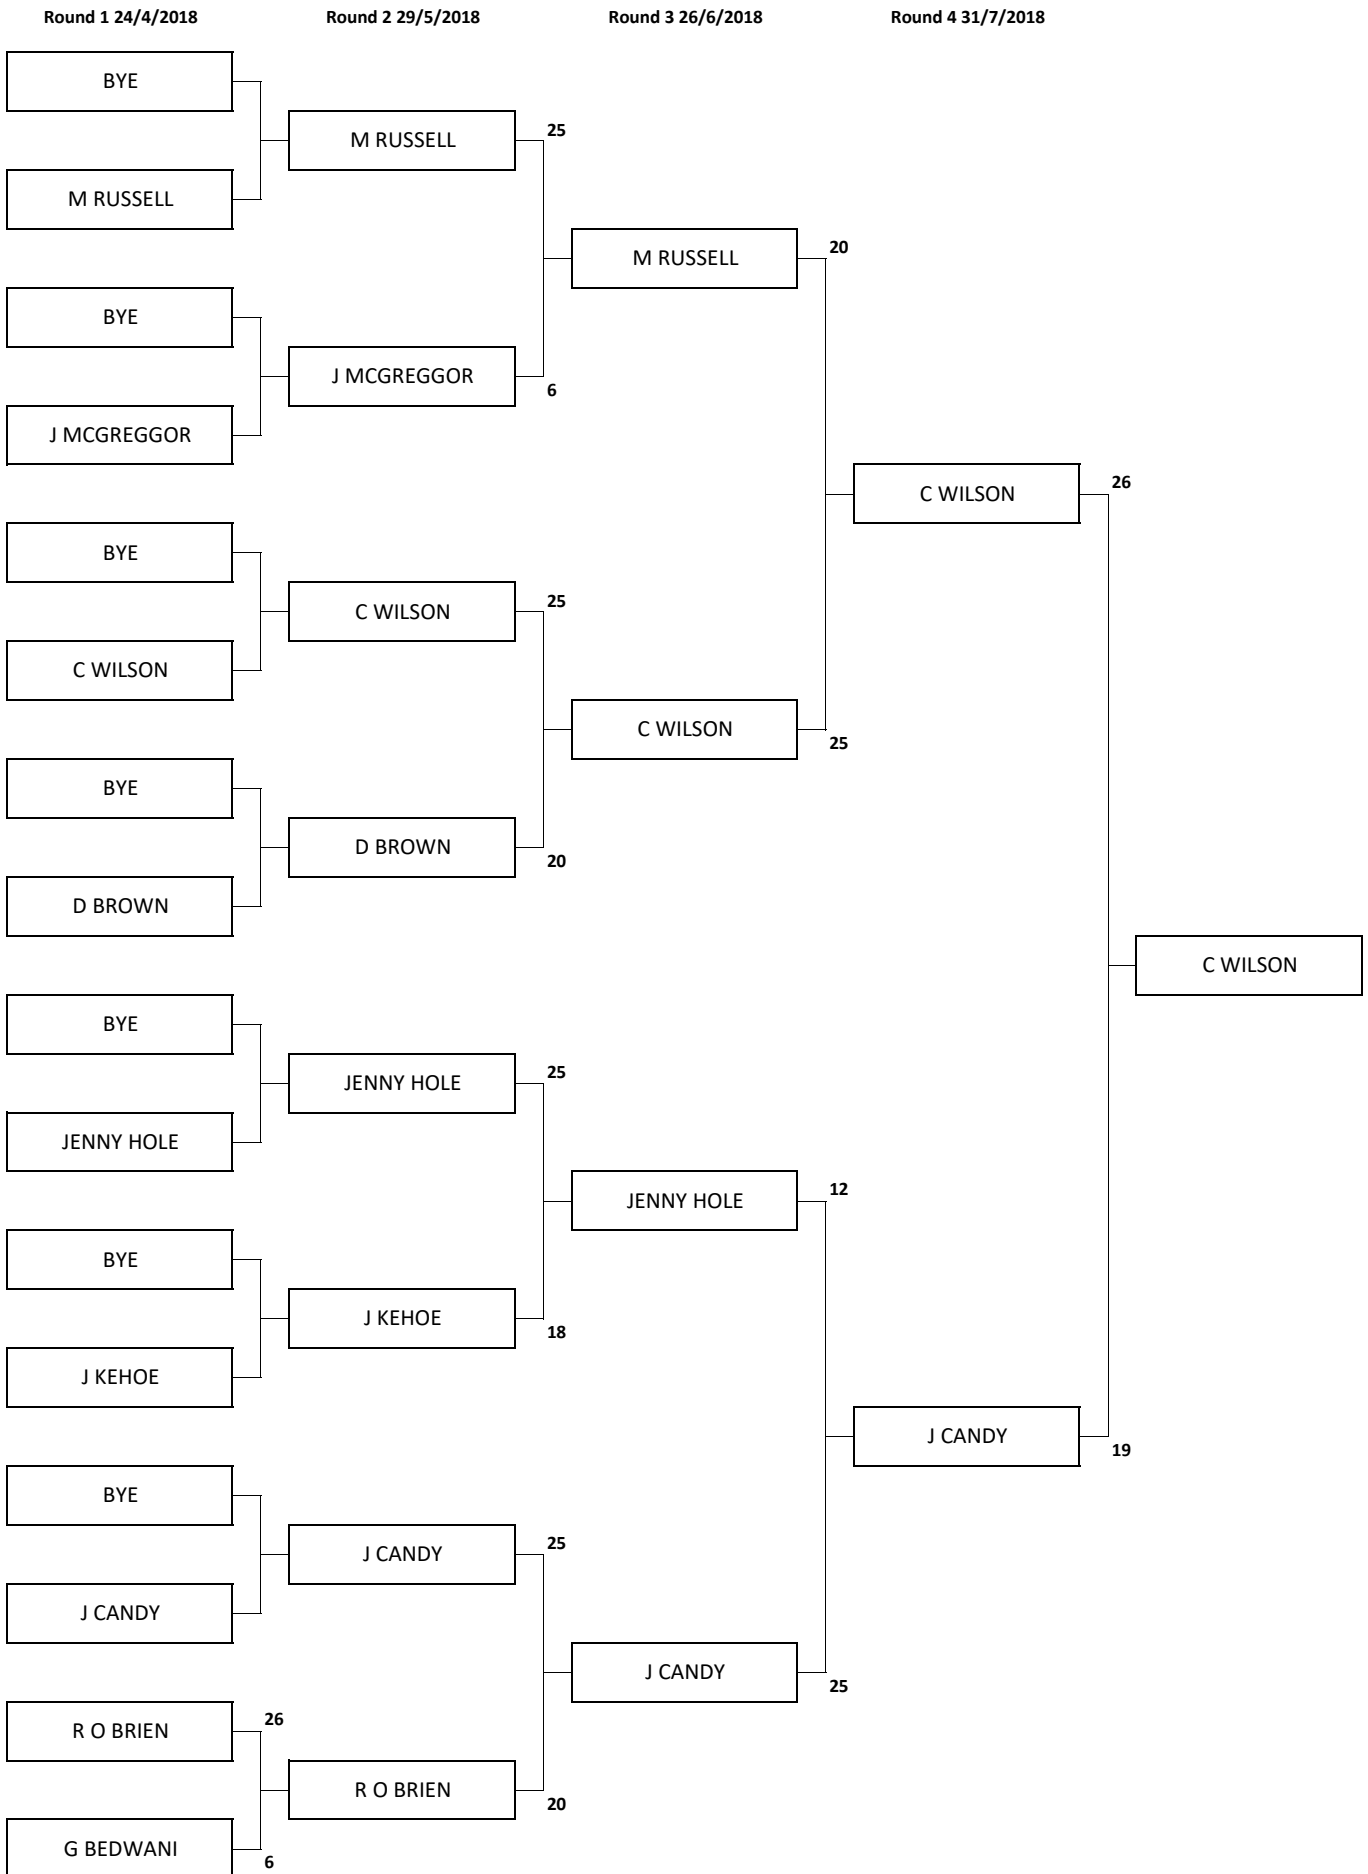 Round 1 24/4/2018 Round 2 29/5/2018 Round 3 26/6/2018 Round 4 31/7/2018
BYE
M RUSSELL 25
M RUSSELL
M RUSSELL 20
BYE
J MCGREGGOR 6
J MCGREGGOR
C WILSON 26
BYE
C WILSON 25
C WILSON
C WILSON 25
BYE
D BROWN 20
D BROWN
C WILSON
BYE
JENNY HOLE 25
JENNY HOLE
JENNY HOLE 12
BYE
J KEHOE 18
J KEHOE
J CANDY 19
BYE
J CANDY 25
J CANDY
J CANDY 25
R O BRIEN 26
R O BRIEN 20
G BEDWANI 6